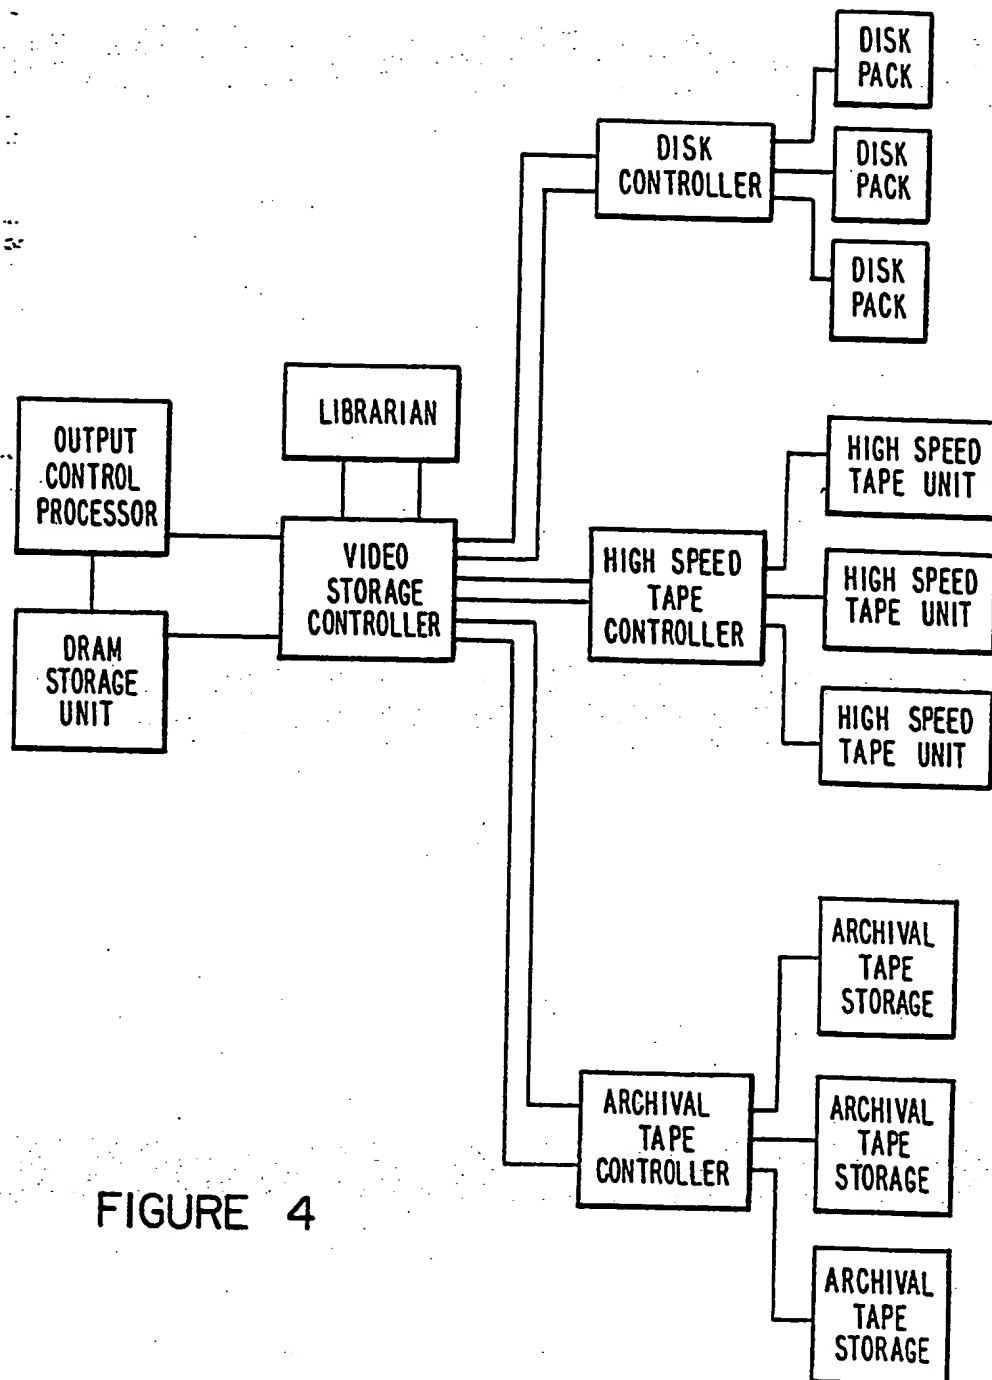 DISK
PACK
DISK
CONTROLLER
DISK
PACK
DISK
PACK
LIBRARIAN
OUTPUT
CONTROL
PROCESSOR
VIDEO
STORAGE
CONTROLLER
DRAM
STORAGE
UNIT
HIGH SPEED
TAPE UNIT
HIGH SPEED
TAPE
CONTROLLER
HIGH SPEED
TAPE UNIT
HIGH SPEED
TAPE UNIT
ARCHIVAL
TAPE
STORAGE
ARCHIVAL
TAPE
CONTROLLER
ARCHIVAL
TAPE
STORAGE
ARCHIVAL
TAPE
STORAGE
FIGURE 4